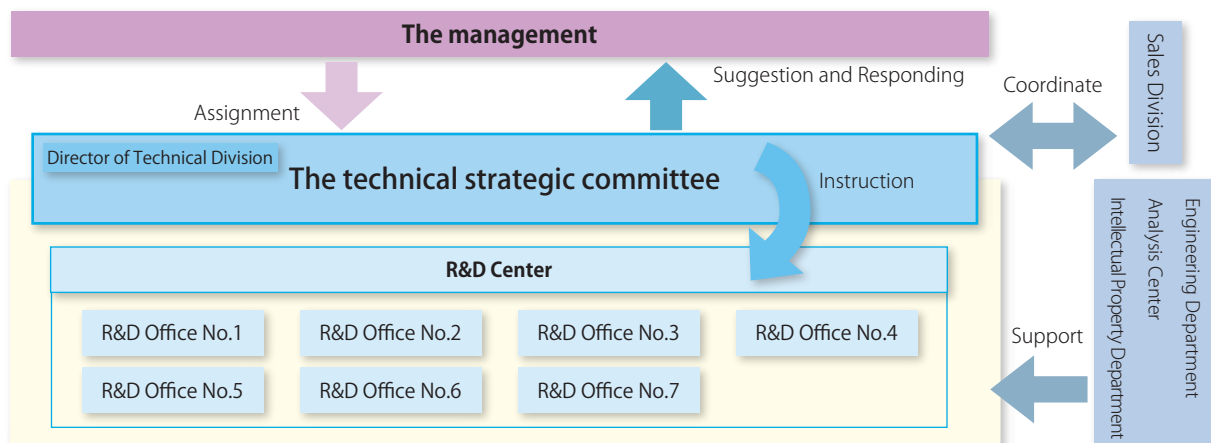 The management
Assignment
Suggestion and Responding
Coordinate
Sales Division
Director of Technical Division
The technical strategic committee
Instruction
R&D Center
R&D Office No.1
R&D Office No.2
R&D Office No.3
R&D Office No.4
R&D Office No.5
R&D Office No.6
R&D Office No.7
Support
Engineering Department
Analysis Center
Intellectual Property Department